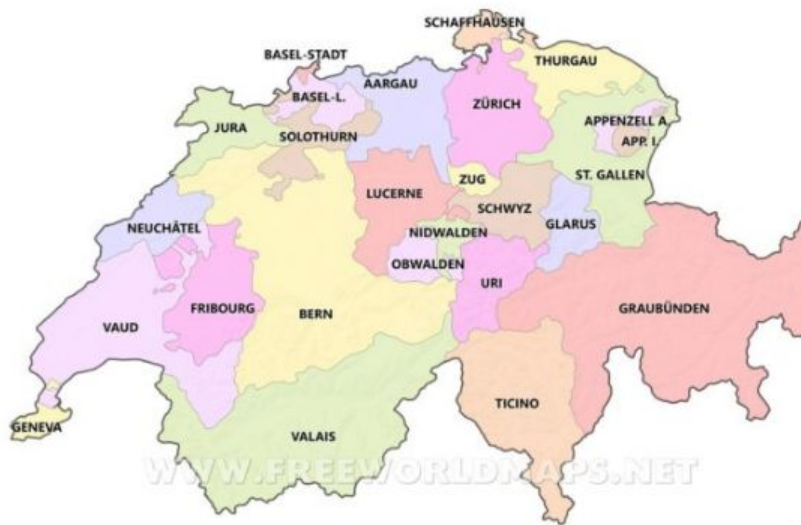 SCHAFFHAUSEN
BASEL-STADT
THURGAU
AARGAU
BASEL-L.
ZÜRICH
APPENZELL A.
JURA
SOLOTHURN
APP. I.
ZUG
ST. GALLEN
LUCERNE
SCHWYZ
NEUCHÂTEL
NIDWALDEN
GLARUS
OBWALDEN
URI
FRIBOURG
BERN
GRAUBÜNDEN
VAUD
TICINO
GENEVA
VALAIS
WWW.FREEWORLDMAPS.NET